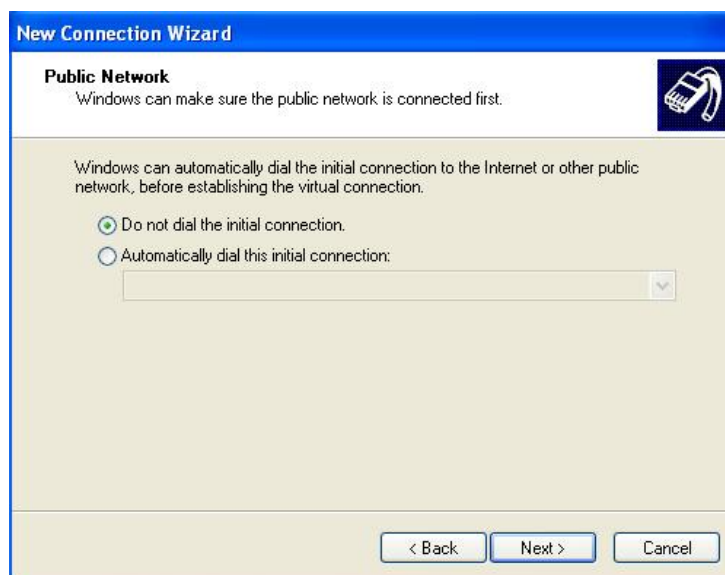 New Connection Wizard
Public Network
Windows can make sure the public network is connected first.
Windows can automatically dial the initial connection to the Internet or other public
network, before establishing the virtual connection.
Do not dial the initial connection.
Automatically dial this initial connection:
< Back Next > Cancel